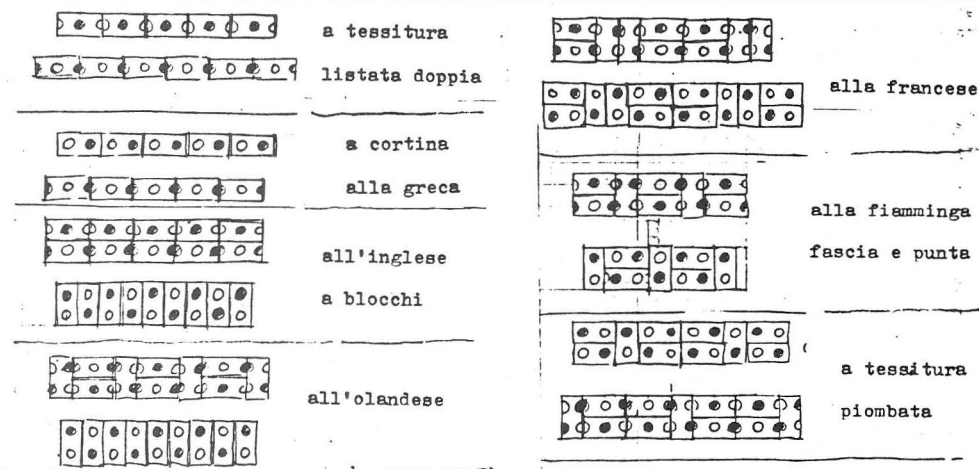 a tessitura
listata doppia
a cortina
alla greca
all'inglese
a blocchi
all'olandese
alla francese
alla fiamminga
fascia e punta
a tessitura
piombata